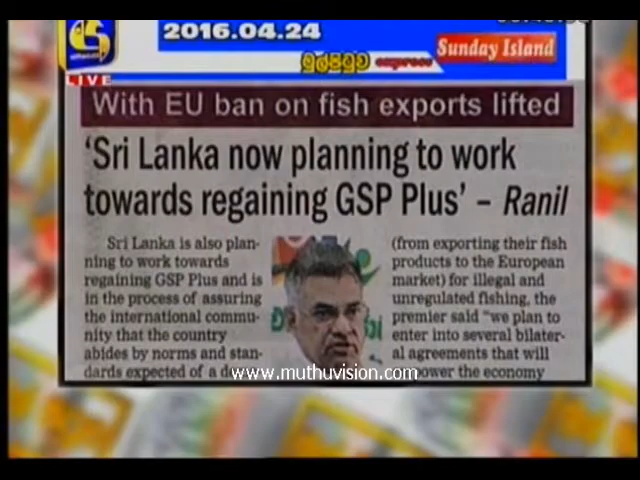 2016.04.24
මුල්පිටුව express
Sunday Island
LIVE
With EU ban on fish exports lifted
'Sri Lanka now planning to work
towards regaining GSP Plus' – Ranil
Sri Lanka is also plan-
ning to work towards
regaining GSP Plus and is
in the process of assuring
the international commu-
nity that the country
abides by norms and stan-
dards expected of a
(from exporting their fish
products to the European
market) for illegal and
unregulated fishing, the
premier said "we plan to
enter into several bilater-
al agreements that will
power the economy
www.muthuvision.com